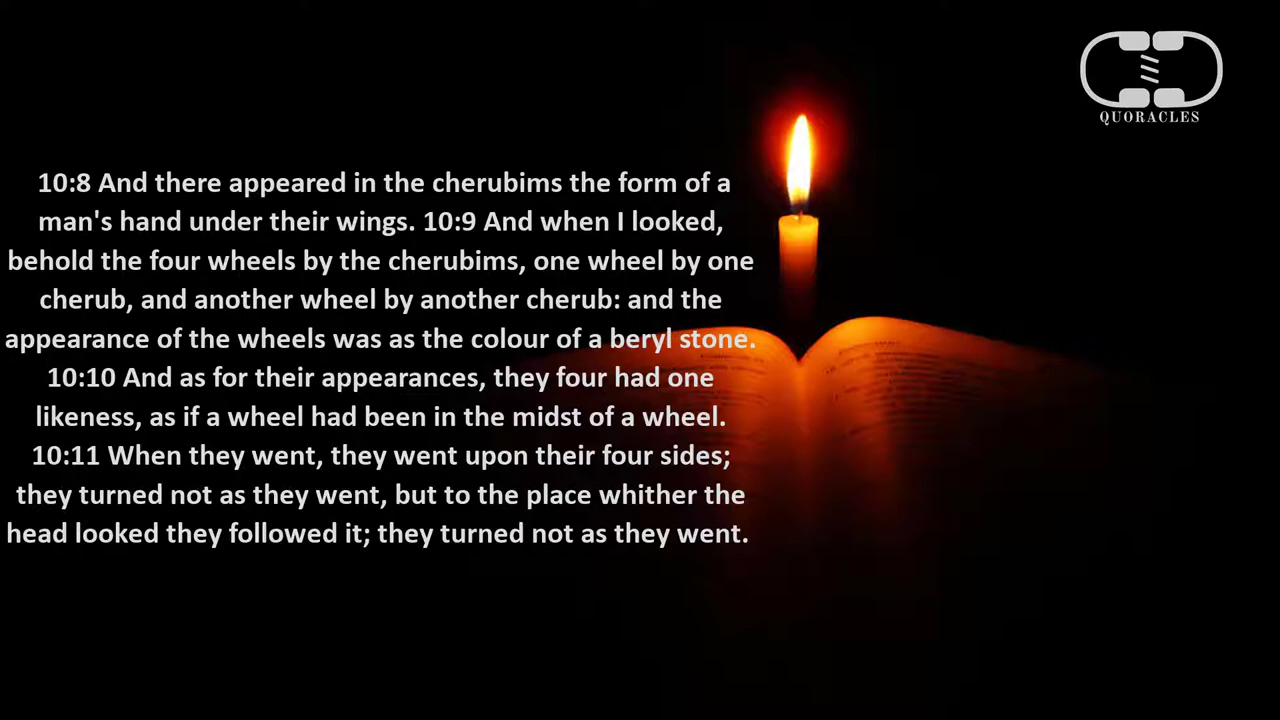 QUORACLES
10:8 And there appeared in the cherubims the form of a
man's hand under their wings. 10:9 And when I looked,
behold the four wheels by the cherubims, one wheel by one
cherub, and another wheel by another cherub: and the
appearance of the wheels was as the colour of a beryl stone.
10:10 And as for their appearances, they four had one
likeness, as if a wheel had been in the midst of a wheel.
10:11 When they went, they went upon their four sides;
they turned not as they went, but to the place whither the
head looked they followed it; they turned not as they went.